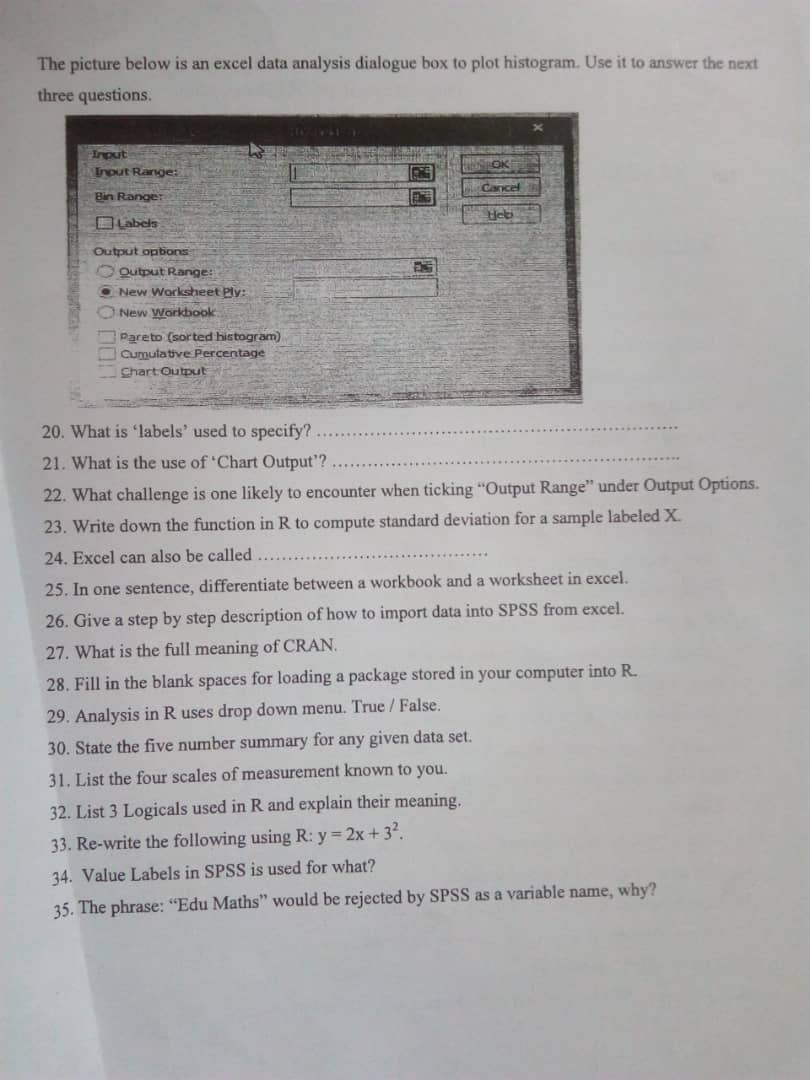 The picture below is an excel data analysis dialogue box to plot histogram. Use it to answer the next
three questions.
Input
Input Range:
Bin Range:
Labels
Output options
Output Range:
New Worksheet Ply:
New Workbook
Pareto (sorted histogram)
Cumulative Percentage
Chart Output
OK
Cancel
Help
20. What is ‘labels’ used to specify? ..................................................................
21. What is the use of ‘Chart Output’? ..................................................................
22. What challenge is one likely to encounter when ticking “Output Range” under Output Options.
23. Write down the function in R to compute standard deviation for a sample labeled X.
24. Excel can also be called .....................................
25. In one sentence, differentiate between a workbook and a worksheet in excel.
26. Give a step by step description of how to import data into SPSS from excel.
27. What is the full meaning of CRAN.
28. Fill in the blank spaces for loading a package stored in your computer into R.
29. Analysis in R uses drop down menu. True / False.
30. State the five number summary for any given data set.
31. List the four scales of measurement known to you.
32. List 3 Logicals used in R and explain their meaning.
33. Re-write the following using R: y = 2x + 3².
34. Value Labels in SPSS is used for what?
35. The phrase: “Edu Maths” would be rejected by SPSS as a variable name, why?